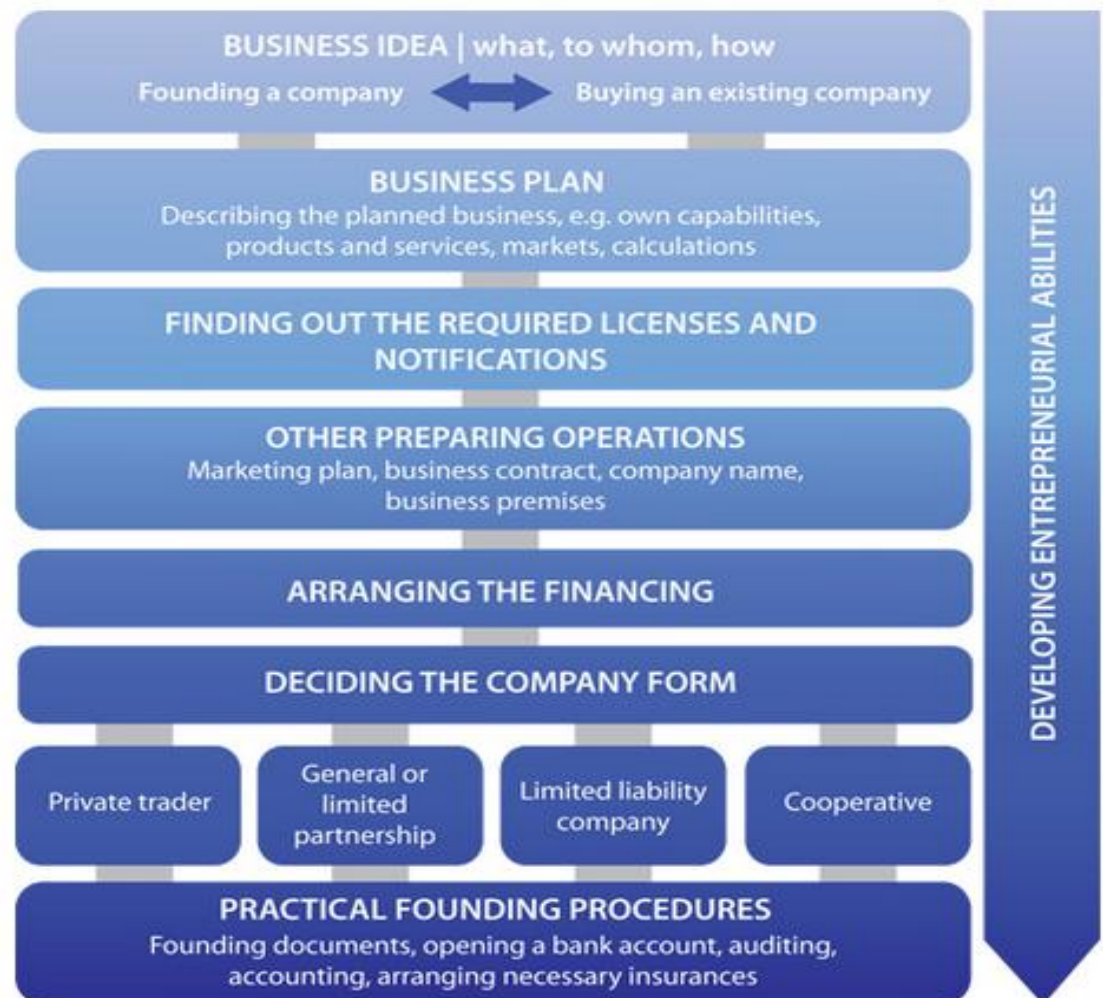 BUSINESS IDEA | what, to whom, how
Founding a company
Buying an existing company
BUSINESS PLAN
Describing the planned business, e.g. own capabilities,
products and services, markets, calculations
FINDING OUT THE REQUIRED LICENSES AND
NOTIFICATIONS
OTHER PREPARING OPERATIONS
Marketing plan, business contract, company name,
business premises
ARRANGING THE FINANCING
DECIDING THE COMPANY FORM
Private trader
General or
limited
partnership
Limited liability
company
Cooperative
PRACTICAL FOUNDING PROCEDURES
Founding documents, opening a bank account, auditing,
accounting, arranging necessary insurances
DEVELOPING ENTREPRENEURIAL ABILITIES